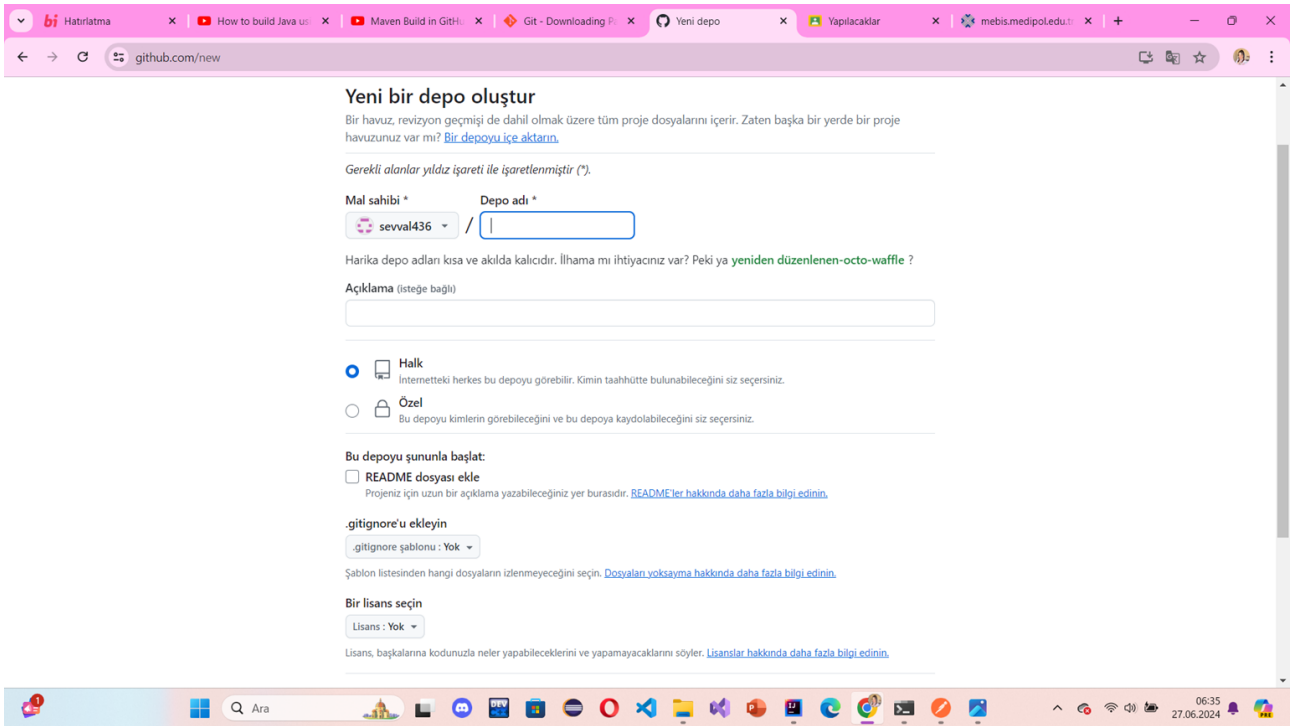 bi Hatırlatma
How to build Java us
Maven Build in GitHu
Git - Downloading Pa
Yeni depo
Yapılacaklar
mebis.medipol.edu.t
github.com/new
Yeni bir depo oluştur
Bir havuz, revizyon geçmişi de dahil olmak üzere tüm proje dosyalarını içerir. Zaten başka bir yerde bir proje
havuzunuz var mı? Bir depoyu içe aktarın.
Gerekli alanlar yıldız işareti ile işaretlenmiştir (*).
Mal sahibi * Depo adı *
sevval436 /
Harika depo adları kısa ve akılda kalıcıdır. İlhama mı ihtiyacınız var? Peki ya yeniden düzenlenen-octo-waffle ?
Açıklama (isteğe bağlı)
Halk
İnternetteki herkes bu depoyu görebilir. Kimin taahhütte bulunabileceğini siz seçersiniz.
Özel
Bu depoyu kimlerin görebileceğini ve bu depoya kaydolabileceğini siz seçersiniz.
Bu depoyu şununla başlat:
README dosyası ekle
Projeniz için uzun bir açıklama yazabileceğiniz yer burasıdır. README'ler hakkında daha fazla bilgi edinin.
.gitignore'u ekleyin
.gitignore şablonu : Yok
Şablon listesinden hangi dosyaların izlenmeyeceğini seçin. Dosyaları yoksayma hakkında daha fazla bilgi edinin.
Bir lisans seçin
Lisans : Yok
Lisans, başkalarına kodunuzla neler yapabileceklerini ve yapamayacaklarını söyler. Lisanslar hakkında daha fazla bilgi edinin.
1
Ara
DEV
IJ
PRE
06:35
27.06.2024